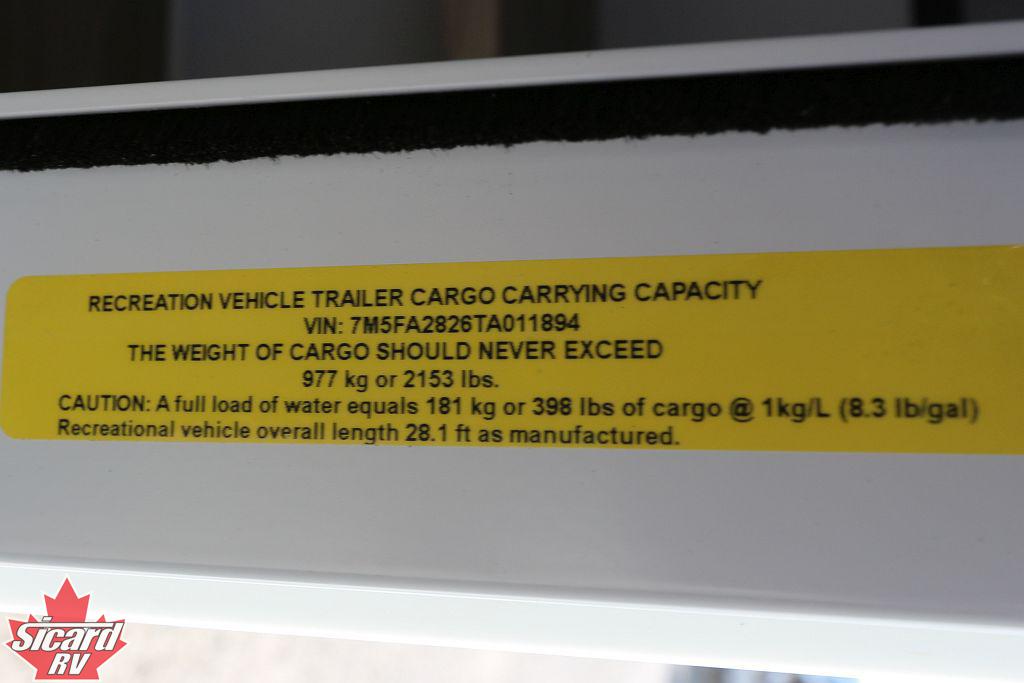 RECREATION VEHICLE TRAILER CARGO CARRYING CAPACITY
VIN: 7M5FA2826TA011894
THE WEIGHT OF CARGO SHOULD NEVER EXCEED
977 kg or 2153 lbs.
CAUTION: A full load of water equals 181 kg or 398 lbs of cargo @ 1kg/L (8.3 lb/gal)
Recreational vehicle overall length 28.1 ft as manufactured.
Sicard
RV